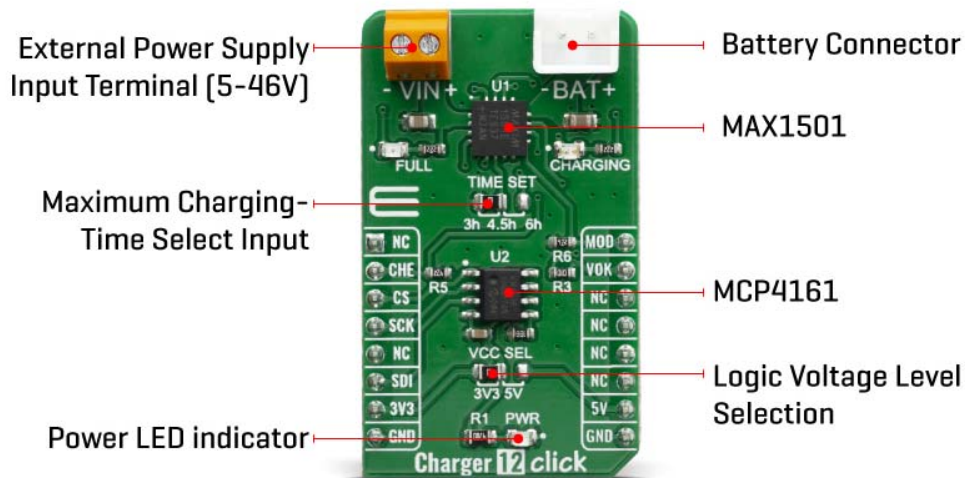 External Power Supply
Input Terminal (5-46V)
Battery Connector
- VIN +
U1
-BAT+
MAX1501
FULL
CHARGING
TIME SET
Maximum Charging-
Time Select Input
3h 4.5h 6h
NC
CHE
CS
SCK
NC
SDI
3V3
GND
MOD
VOK
NC
NC
NC
NC
5V
GND
U2
R6
R5
R3
MCP4161
VCC SEL
3V3 5V
Logic Voltage Level
Selection
R1 PWR
Power LED indicator
Charger 12 click